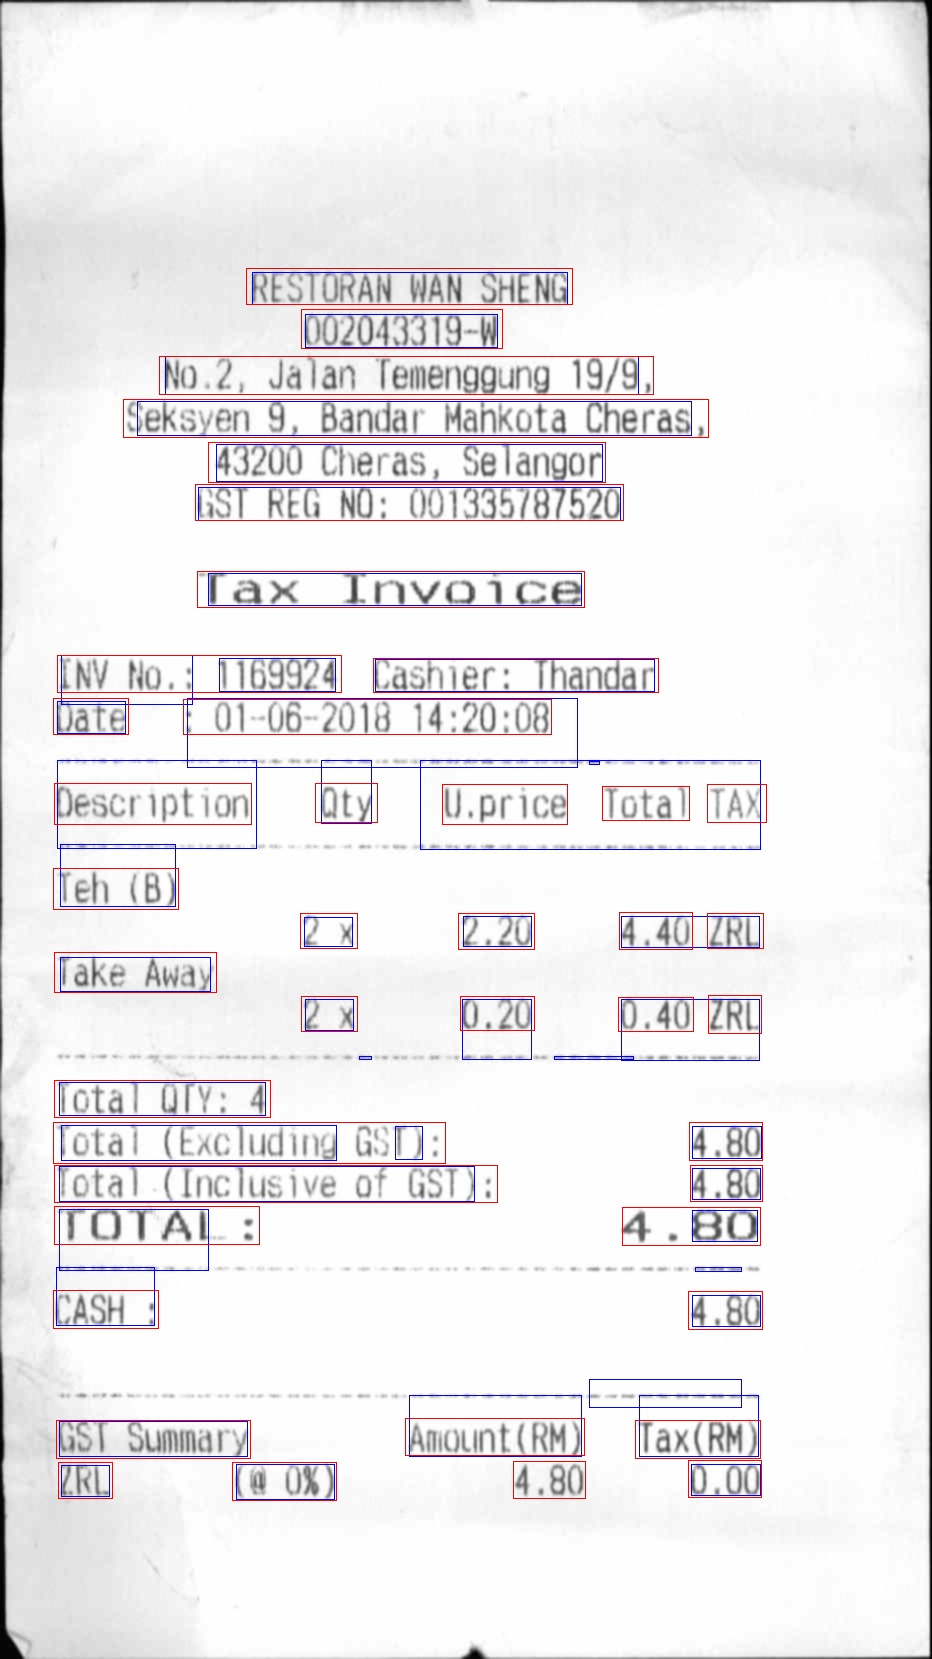 RESTORAN WAN SHENG
002043319-W
No.2, Jalan Temenggung 19/9,
Seksyen 9, Bandar Mahkota Cheras,
43200 Cheras, Selangor
GST REG NO: 001335787520
Tax Invoice
INV No.: 1169924 Cashier: Thandar
Date : 01-06-2018 14:20:08
Description Qty U.price Total TAX
Teh (B)
2 x 2.20 4.40 ZRL
Take Away
2 x 0.20 0.40 ZRL
Total QTY: 4
Total (Excluding GST): 4.80
Total (Inclusive of GST): 4.80
TOTAL : 4.80
CASH : 4.80
GST Summary Amount(RM) Tax(RM)
ZRL (@ 0%) 4.80 0.00